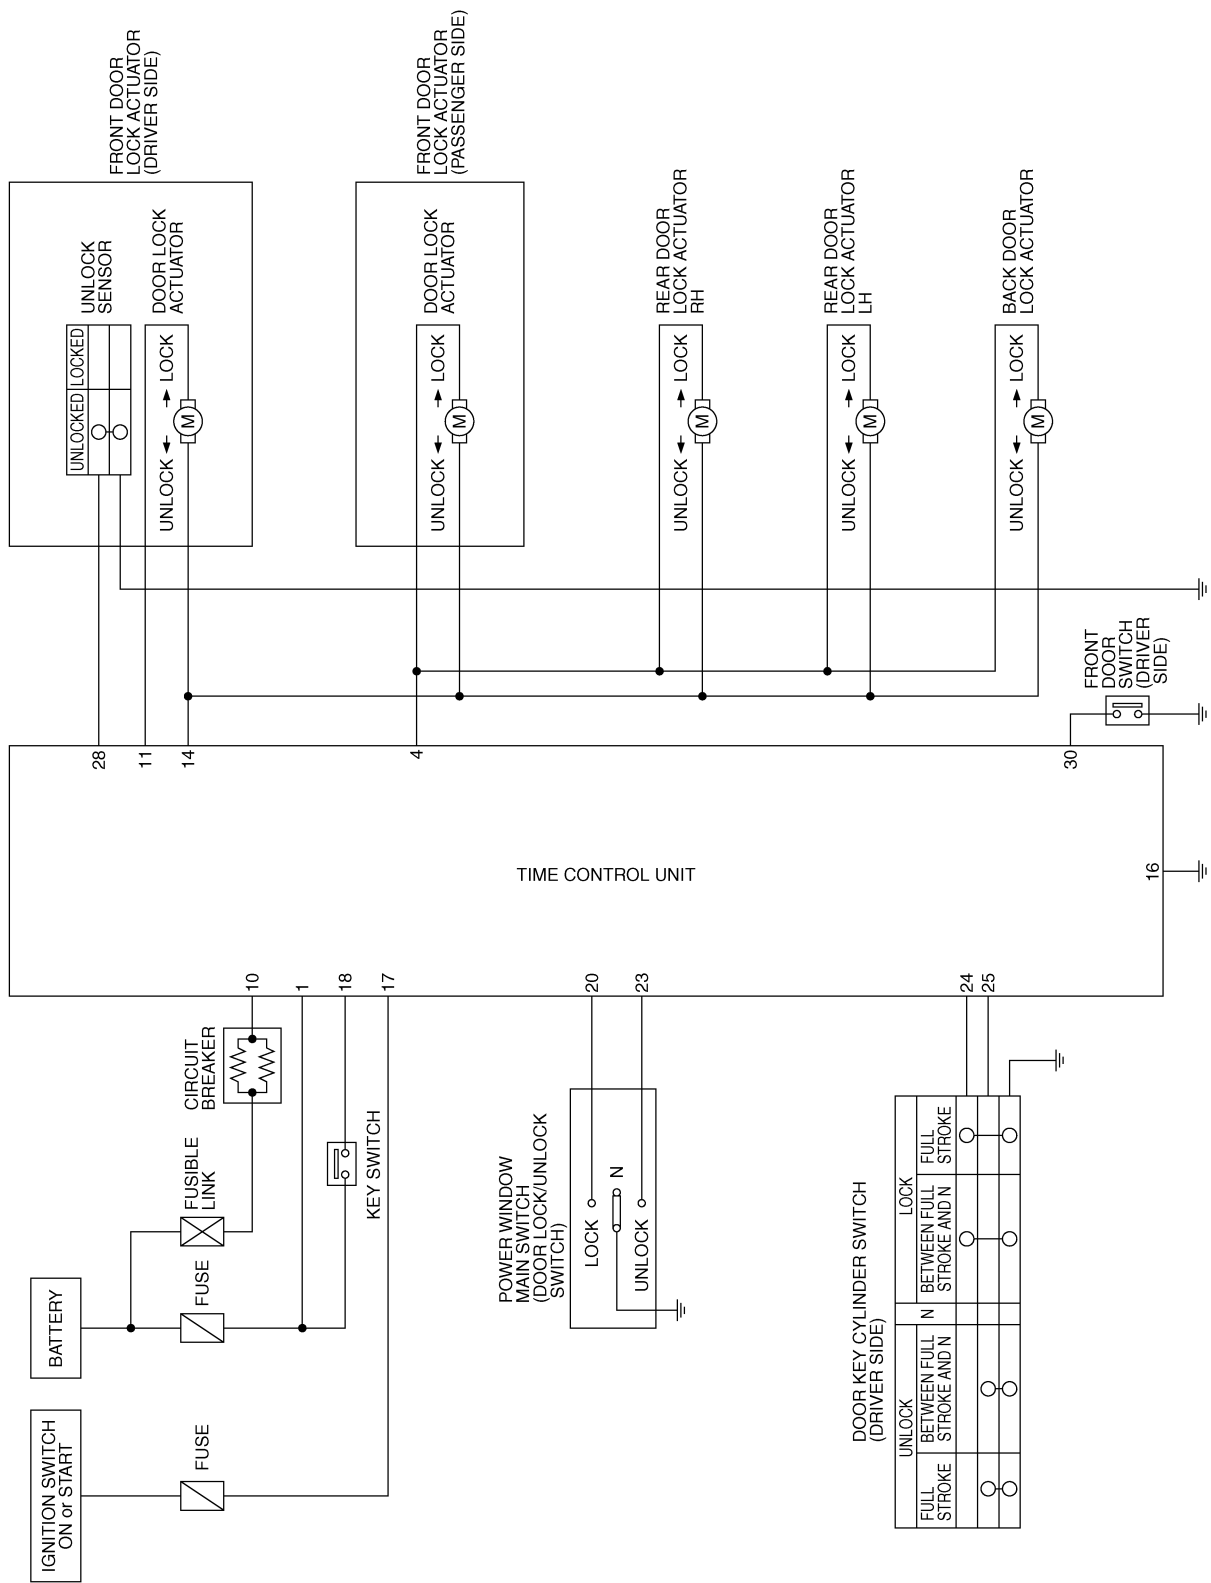 IGNITION SWITCH
ON or START
BATTERY
FUSE
FUSE
FUSIBLE
LINK
CIRCUIT
BREAKER
KEY SWITCH
10
1
18
17
POWER WINDOW
MAIN SWITCH
(DOOR LOCK/UNLOCK
SWITCH)
LOCK
N
UNLOCK
20
23
DOOR KEY CYLINDER SWITCH
(DRIVER SIDE)
UNLOCK
N
LOCK
FULL
STROKE
BETWEEN FULL
STROKE AND N
BETWEEN FULL
STROKE AND N
FULL
STROKE
24
25
TIME CONTROL UNIT
16
28
11
14
4
30
FRONT
DOOR
SWITCH
(DRIVER
SIDE)
FRONT DOOR
LOCK ACTUATOR
(DRIVER SIDE)
UNLOCK
SENSOR
UNLOCKED
LOCKED
DOOR LOCK
ACTUATOR
UNLOCK
LOCK
M
FRONT DOOR
LOCK ACTUATOR
(PASSENGER SIDE)
DOOR LOCK
ACTUATOR
UNLOCK
LOCK
M
REAR DOOR
LOCK ACTUATOR
RH
UNLOCK
LOCK
M
REAR DOOR
LOCK ACTUATOR
LH
UNLOCK
LOCK
M
BACK DOOR
LOCK ACTUATOR
UNLOCK
LOCK
M